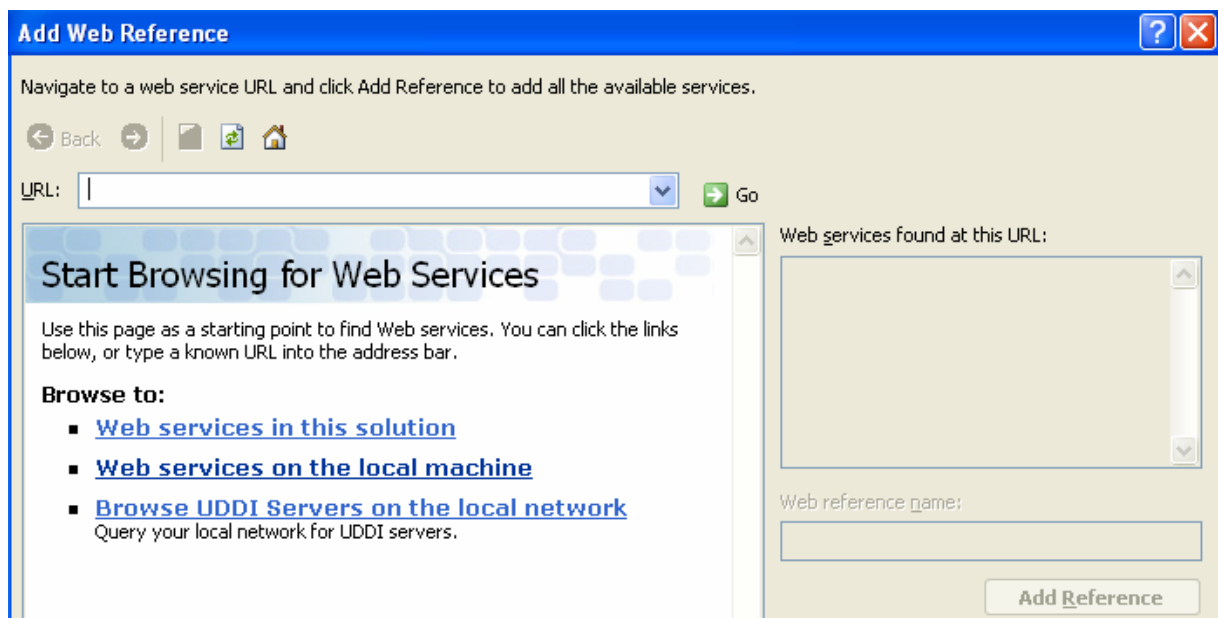 Add Web Reference
Navigate to a web service URL and click Add Reference to add all the available services.
Back
URL:
Go
Start Browsing for Web Services
Use this page as a starting point to find Web services. You can click the links
below, or type a known URL into the address bar.
Browse to:
Web services in this solution
Web services on the local machine
Browse UDDI Servers on the local network
Query your local network for UDDI servers.
Web services found at this URL:
Web reference name:
Add Reference